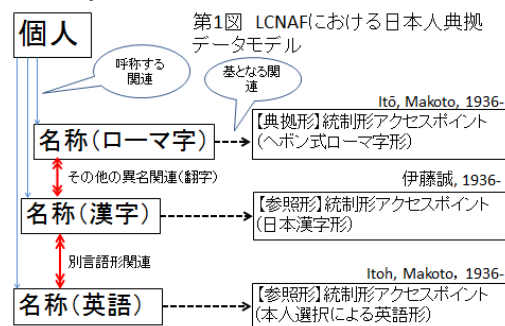 個人
第1図 LCNAFにおける日本人典拠
データモデル
呼称する
関連
基となる関
連
Itō, Makoto, 1936-
名称(ローマ字)
【典拠形】統制形アクセスポイント
(ヘボン式ローマ字形)
その他の異名関連(翻字)
伊藤誠, 1936-
名称(漢字)
【参照形】統制形アクセスポイント
(日本漢字形)
別言語形関連
Itoh, Makoto, 1936-
名称(英語)
【参照形】統制形アクセスポイント
(本人選択による英語形)